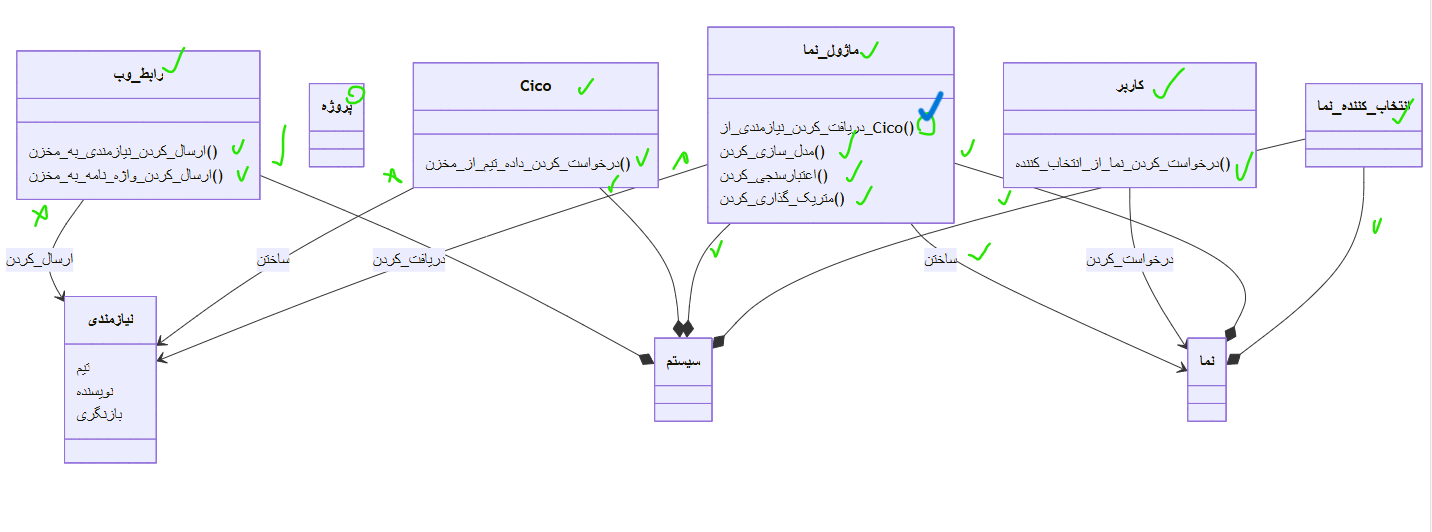 رابط_وب
ارسال_کردن_نیازمندی_به_مخزن()
ارسال_کردن_واژه_نامه_به_مخزن()
پروژه
Cico
درخواست_کردن_داده_تیم_از_مخزن()
ماژول_نما
دریافت_کردن_نیازمندی_از_Cico()
مدل_سازی_کردن()
اعتبارسنجی_کردن()
متریک_گذاری_کردن()
کاربر
درخواست_کردن_نما_از_انتخاب_کننده()
انتخاب_کننده_نما
ارسال_کردن
ساختن
دریافت_کردن
ساختن
درخواست_کردن
نیازمندی
تیم
نویسنده
بازنگری
سیستم
نما